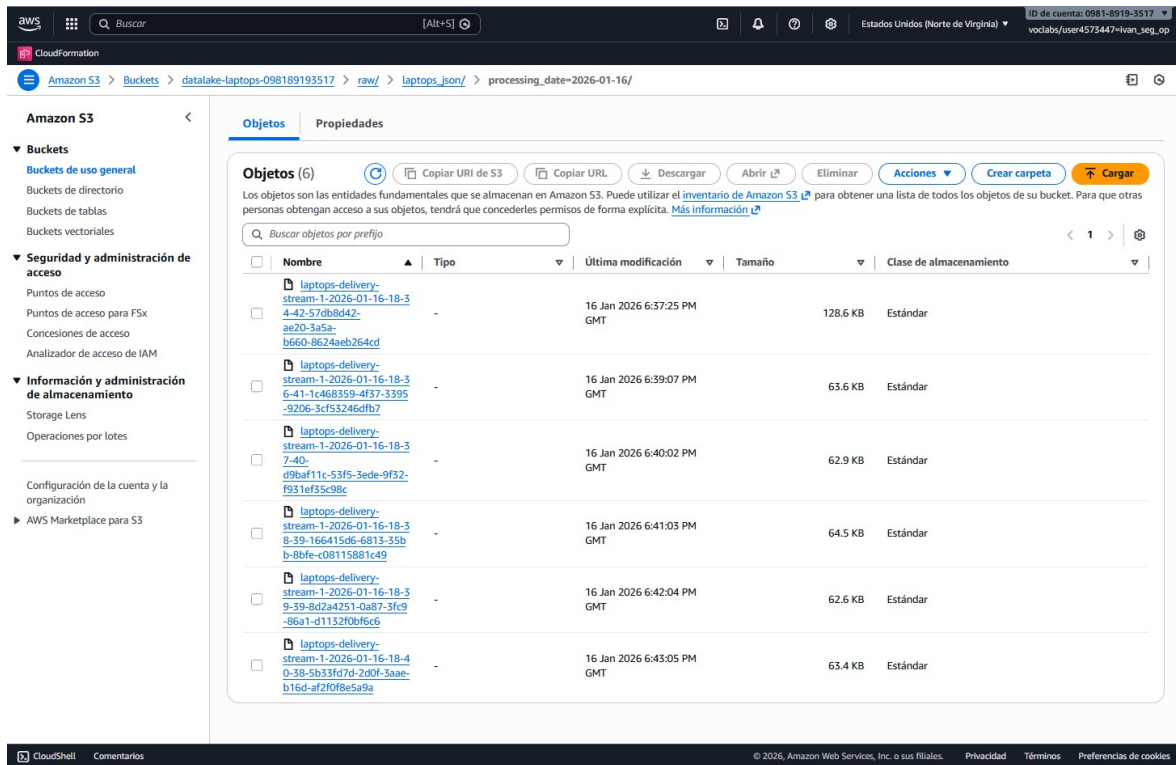 aws
Buscar
[Alt+S]
Estados Unidos (Norte de Virginia)
ID de cuenta: 0981-8919-3517
voclabs/user4573447=ivan_seg_op
CloudFormation
Amazon S3 > Buckets > datalake-laptops-098189193517 > raw/ > laptops_json/ > processing_date=2026-01-16/
Amazon S3
Buckets
Buckets de uso general
Buckets de directorio
Buckets de tablas
Buckets vectoriales
Seguridad y administración de
acceso
Puntos de acceso
Puntos de acceso para FSx
Concesiones de acceso
Analizador de acceso de IAM
Información y administración
de almacenamiento
Storage Lens
Operaciones por lotes
Configuración de la cuenta y la
organización
AWS Marketplace para S3
Objetos Propiedades
Objetos (6)
Copiar URI de S3
Copiar URL
Descargar
Abrir
Eliminar
Acciones
Crear carpeta
Cargar
Los objetos son las entidades fundamentales que se almacenan en Amazon S3. Puede utilizar el inventario de Amazon S3 para obtener una lista de todos los objetos de su bucket. Para que otras
personas obtengan acceso a sus objetos, tendrá que concederles permisos de forma explícita. Más información
Buscar objetos por prefijo
< 1 >
Nombre Tipo Última modificación Tamaño Clase de almacenamiento
laptops-delivery-
stream-1-2026-01-16-18-3
4-42-57db8d42-
ae20-3a5a-
b660-8624aeb264cd
-
16 Jan 2026 6:37:25 PM
GMT
128.6 KB
Estándar
laptops-delivery-
stream-1-2026-01-16-18-3
6-41-1c468359-4f37-3395
-9206-3cf53246dfb7
-
16 Jan 2026 6:39:07 PM
GMT
63.6 KB
Estándar
laptops-delivery-
stream-1-2026-01-16-18-3
7-40-
d9baf11c-53f5-3ede-9f32-
f931ef35c98c
-
16 Jan 2026 6:40:02 PM
GMT
62.9 KB
Estándar
laptops-delivery-
stream-1-2026-01-16-18-3
8-39-166415d6-6813-35b
b-8bfe-c08115881c49
-
16 Jan 2026 6:41:03 PM
GMT
64.5 KB
Estándar
laptops-delivery-
stream-1-2026-01-16-18-3
9-39-8d2a4251-0a87-3fc9
-86a1-d1132f0bf6c6
-
16 Jan 2026 6:42:04 PM
GMT
62.6 KB
Estándar
laptops-delivery-
stream-1-2026-01-16-18-4
0-38-5b33fd7d-2d0f-3aae-
b16d-af2f0f8e5a9a
-
16 Jan 2026 6:43:05 PM
GMT
63.4 KB
Estándar
CloudShell Comentarios
© 2026, Amazon Web Services, Inc. o sus filiales. Privacidad Términos Preferencias de cookies